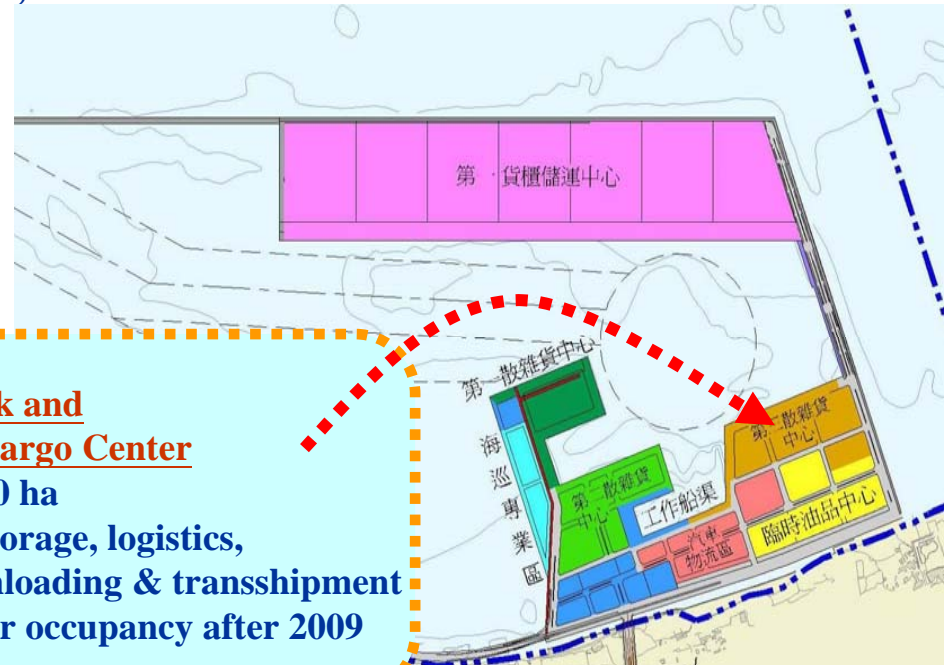 第一貨櫃儲運中心
第一散雜貨中心
海巡專業區
第二散雜貨
中心
工作船渠
第三散雜貨
中心
汽車
物流區
臨時油品中心
k and
argo Center
0 ha
orage, logistics,
nloading & transshipment
r occupancy after 2009